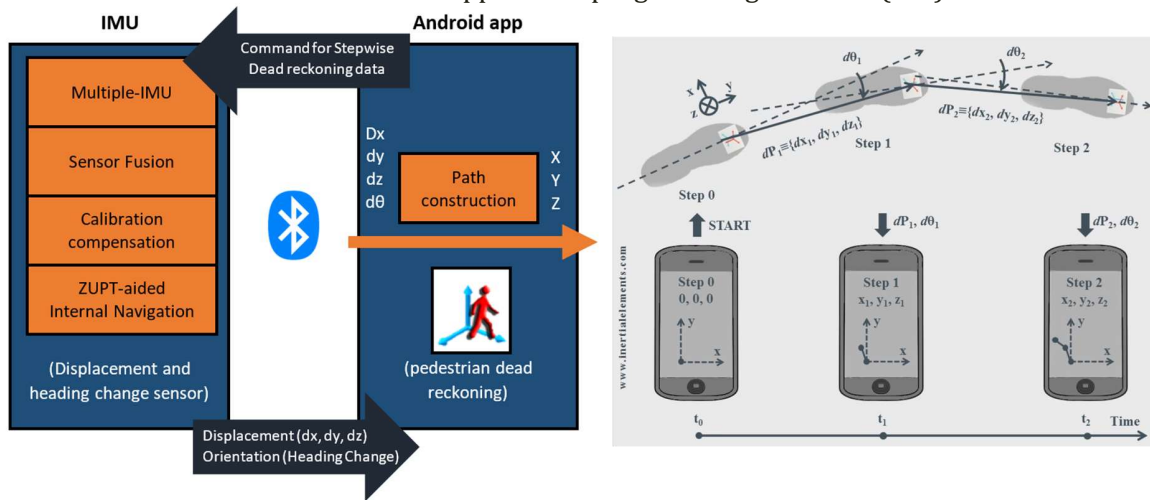 IMU
Android app
Command for Stepwise
Dead reckoning data
Multiple-IMU
Sensor Fusion
Calibration
compensation
ZUPT-aided
Internal Navigation
(Displacement and
heading change sensor)
Dx
dy
dz
dθ
Path
construction
X
Y
Z
(pedestrian dead
reckoning)
Displacement (dx, dy, dz)
Orientation (Heading Change)
dθ₁
dθ₂
x
y
z
dP₁≡{dx₁, dy₁, dz₁}
dP₂≡{dx₂, dy₂, dz₂}
Step 0
Step 1
Step 2
START
dP₁, dθ₁
dP₂, dθ₂
www.inertialelements.com
Step 0
0, 0, 0
y
x
Step 1
x₁, y₁, z₁
y
x
Step 2
x₂, y₂, z₂
y
x
t₀
t₁
t₂
Time